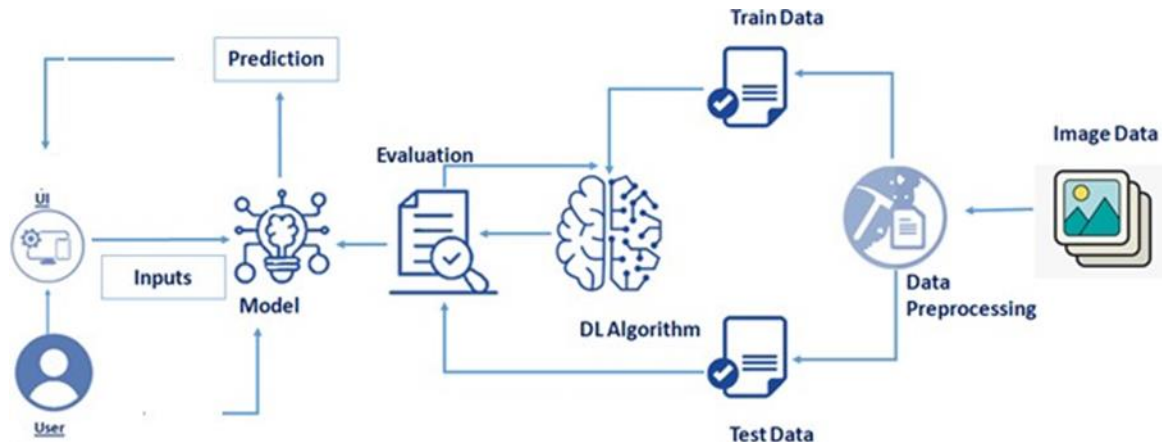 Train Data
Prediction
Image Data
Evaluation
UI
Inputs
Model
Data
Preprocessing
DL Algorithm
User
Test Data